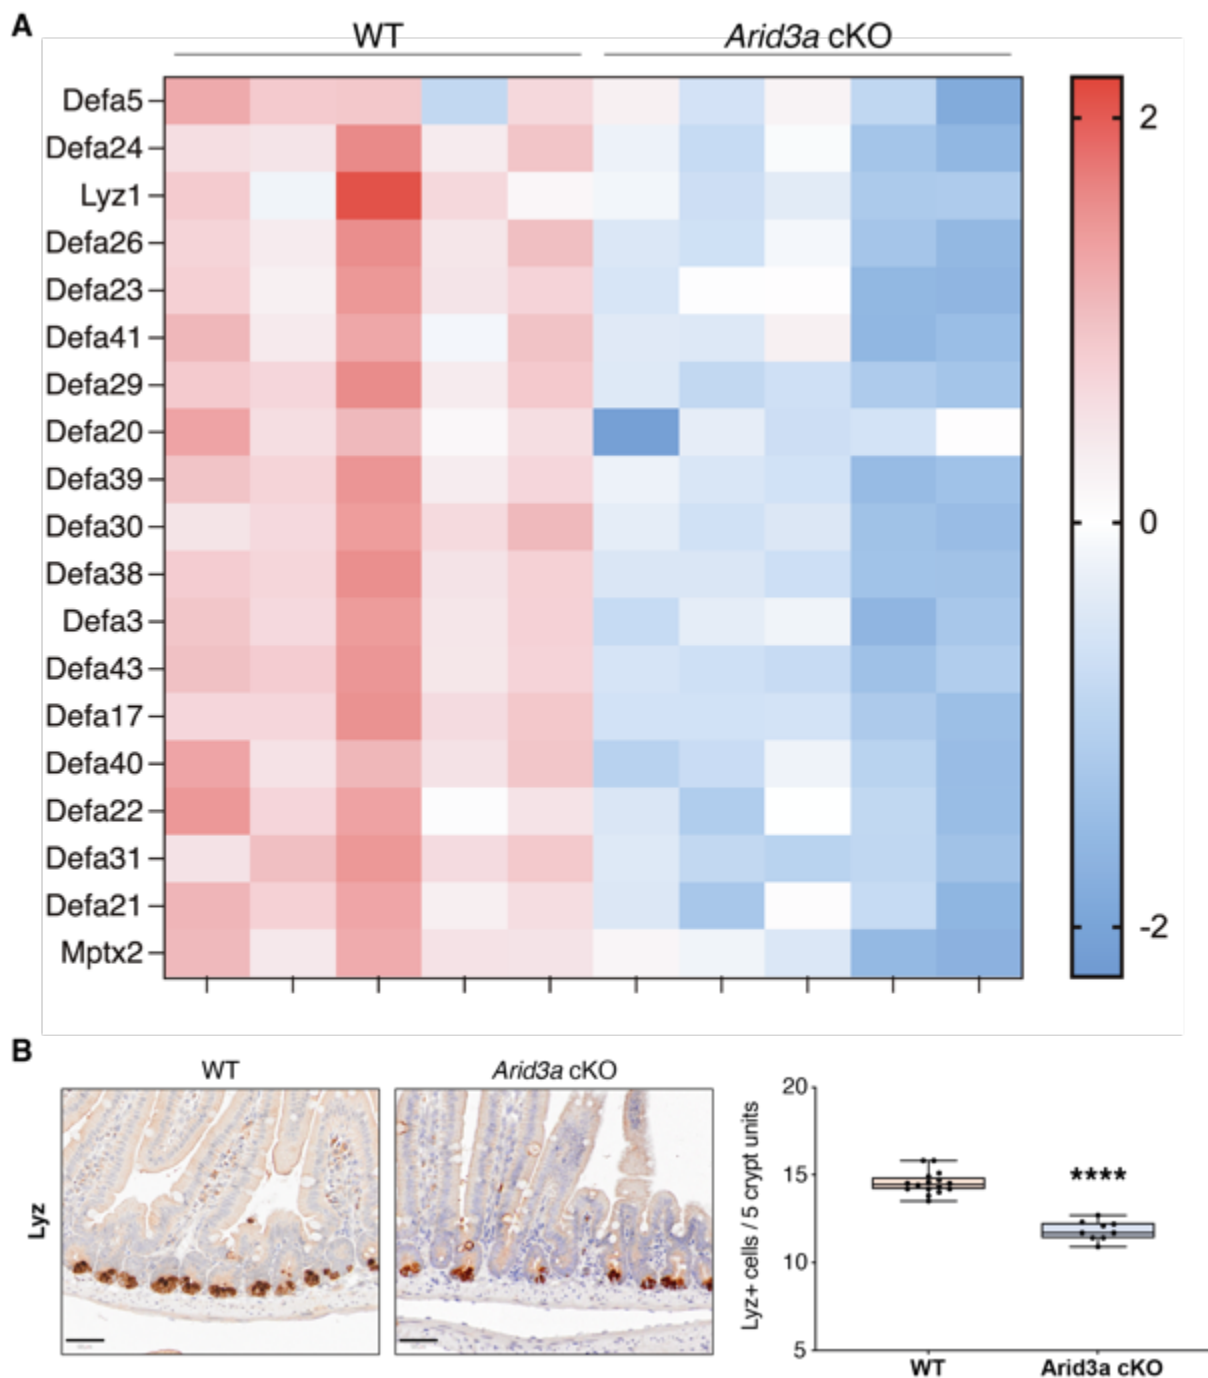 A
WT
Arid3a cKO
Defa5
Defa24
Lyz1
Defa26
Defa23
Defa41
Defa29
Defa20
Defa39
Defa30
Defa38
Defa3
Defa43
Defa17
Defa40
Defa22
Defa31
Defa21
Mptx2
2
0
-2
B
WT
Arid3a cKO
Lyz
Lyz+ cells / 5 crypt units
20
15
10
5
****
WT
Arid3a cKO